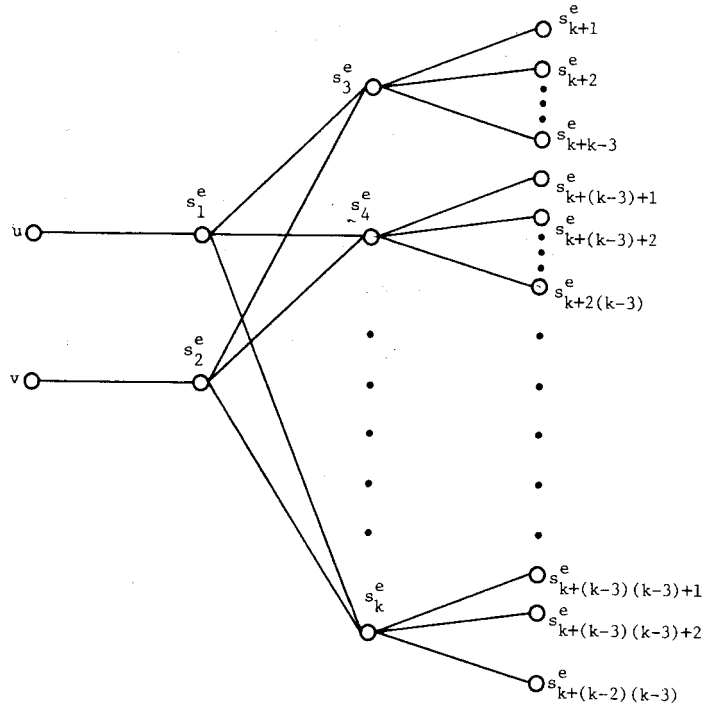 s^e_{k+1}
s^e_3
s^e_{k+2}
s^e_{k+k-3}
s^e_{k+(k-3)+1}
u
s^e_1
s^e_4
s^e_{k+(k-3)+2}
s^e_{k+2(k-3)}
s^e_2
v
s^e_{k+(k-3)(k-3)+1}
s^e_k
s^e_{k+(k-3)(k-3)+2}
s^e_{k+(k-2)(k-3)}